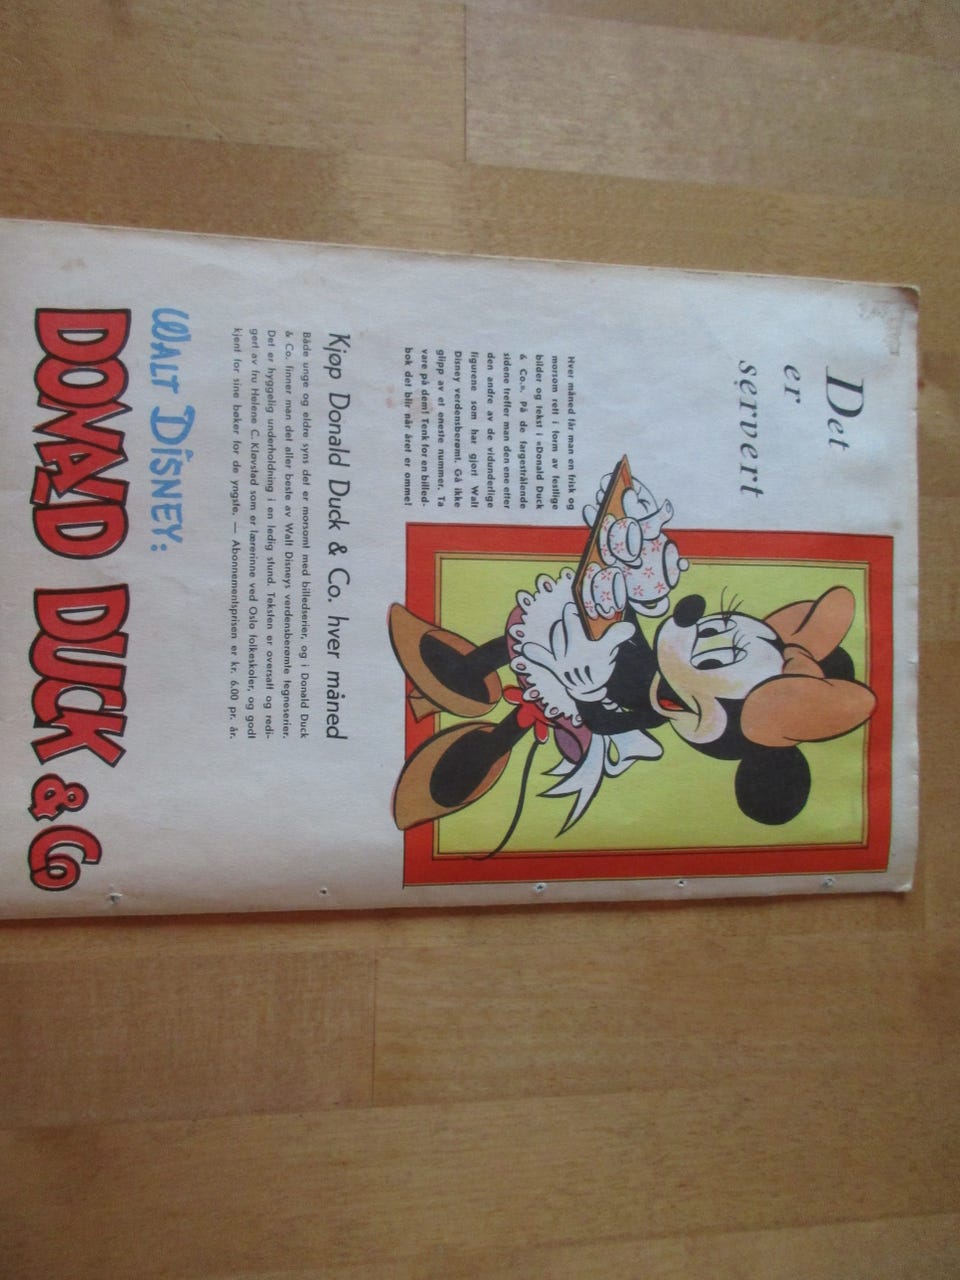 Det
er
servert
Hver måned får man en frisk og
morsom rett i form av festlige
bilder og tekst i «Donald Duck
& Co.». På de fargestrålende
sidene treffer man den ene etter
den andre av de vidunderlige
figurene som har gjort Walt
Disney verdensberømt. Gå ikke
glipp av et eneste nummer. Ta
vare på dem! Tenk for en billed-
bok det blir når året er omme!
Kjøp Donald Duck & Co. hver måned
Både unge og eldre syns det er morsomt med billedserier, og i Donald Duck
& Co. finner man det aller beste av Walt Disneys verdensberømte tegneserier.
Det er hyggelig underholdning i en ledig stund. Teksten er oversatt og redi-
gert av fru Helene C. Kløvstad som er lærerinne ved Oslo folkeskoler, og godt
kjent for sine bøker for de yngste. — Abonnementsprisen er kr. 6.00 pr. år.
WALT DISNEY:
DONALD DUCK & Co